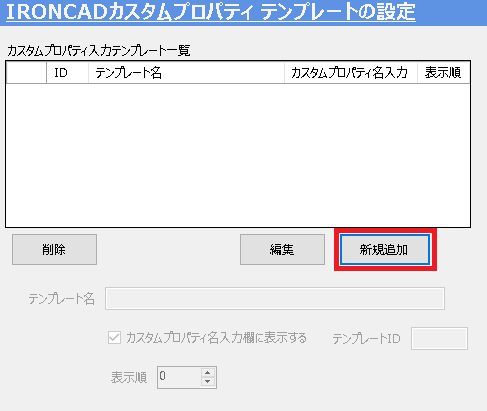 IRONCADカスタムプロパティ テンプレートの設定
カスタムプロパティ入力テンプレート一覧
ID テンプレート名 カスタムプロパティ名入力 表示順
削除 編集 新規追加
テンプレート名
カスタムプロパティ名入力欄に表示する テンプレートID
表示順 0